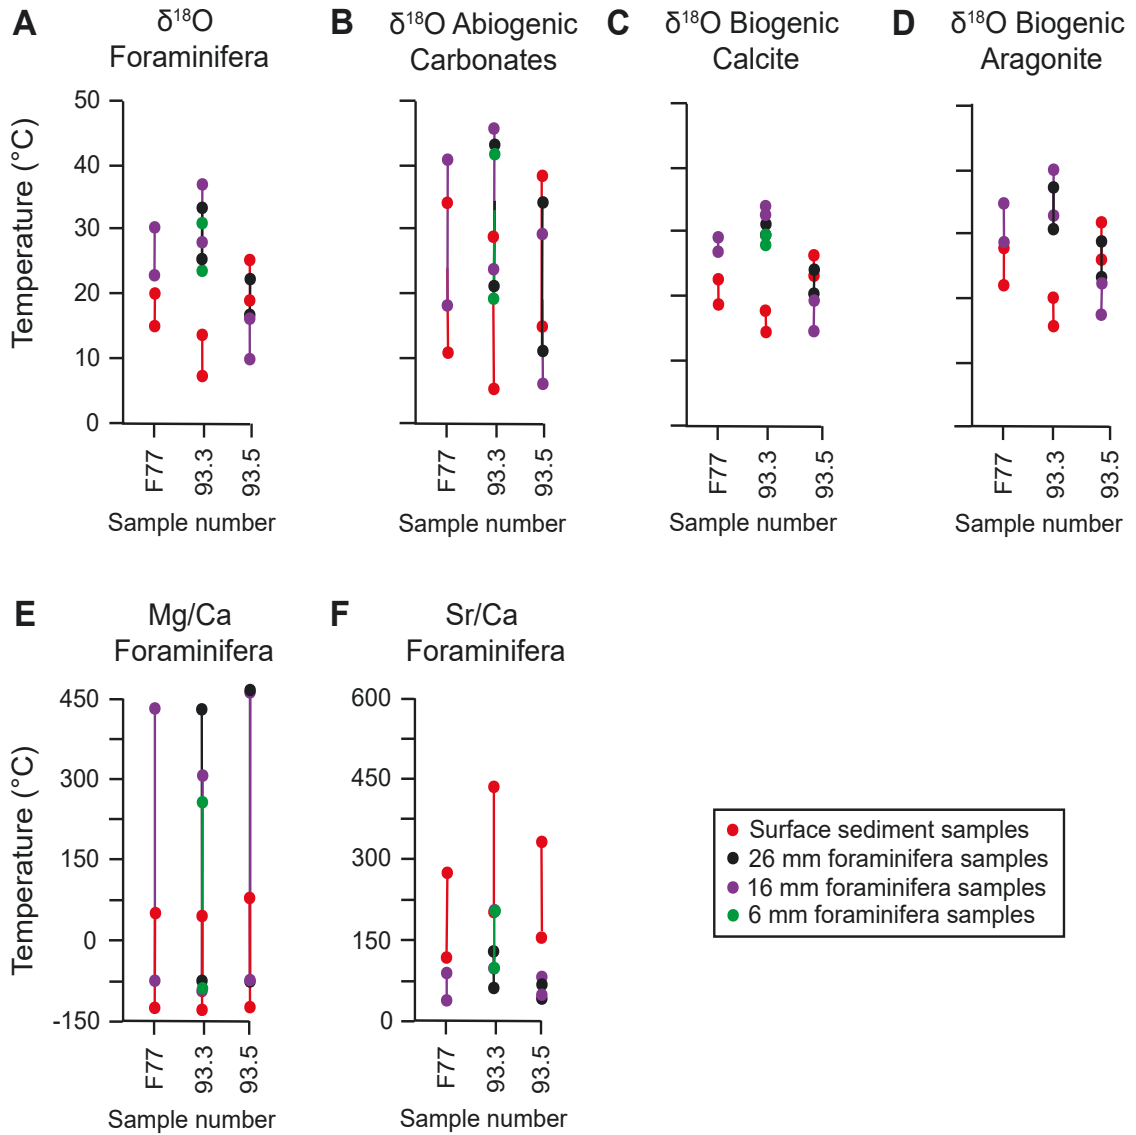 A
δ¹⁸O
Foraminifera
B
δ¹⁸O Abiogenic
Carbonates
C
δ¹⁸O Biogenic
Calcite
D
δ¹⁸O Biogenic
Aragonite
Temperature (°C)
50
40
30
20
10
0
F77
93.3
93.5
Sample number
F77
93.3
93.5
Sample number
F77
93.3
93.5
Sample number
F77
93.3
93.5
Sample number
E
Mg/Ca
Foraminifera
F
Sr/Ca
Foraminifera
Temperature (°C)
450
300
150
0
-150
F77
93.3
93.5
Sample number
600
450
300
150
0
F77
93.3
93.5
Sample number
Surface sediment samples
26 mm foraminifera samples
16 mm foraminifera samples
6 mm foraminifera samples